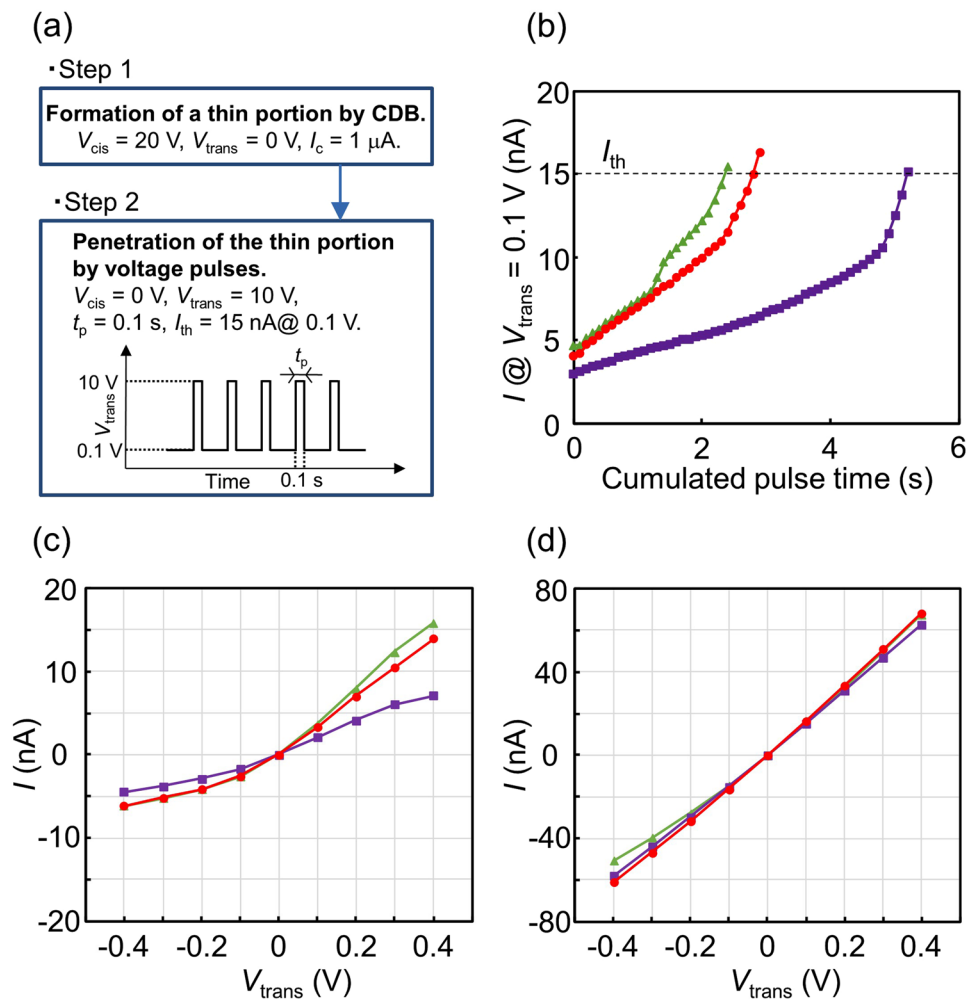 (a)
・Step 1
Formation of a thin portion by CDB.
Vcis = 20 V, Vtrans = 0 V, Ic = 1 μA.
・Step 2
Penetration of the thin portion
by voltage pulses.
Vcis = 0 V, Vtrans = 10 V,
tp = 0.1 s, Ith = 15 nA@ 0.1 V.
tp
10 V
Vtrans
0.1 V
Time
0.1 s
(b)
20
15
10
5
0
Ith
I @ Vtrans = 0.1 V (nA)
0 2 4 6
Cumulated pulse time (s)
(c)
20
10
0
-10
-20
I (nA)
-0.4 -0.2 0 0.2 0.4
Vtrans (V)
(d)
80
40
0
-40
-80
I (nA)
-0.4 -0.2 0 0.2 0.4
Vtrans (V)